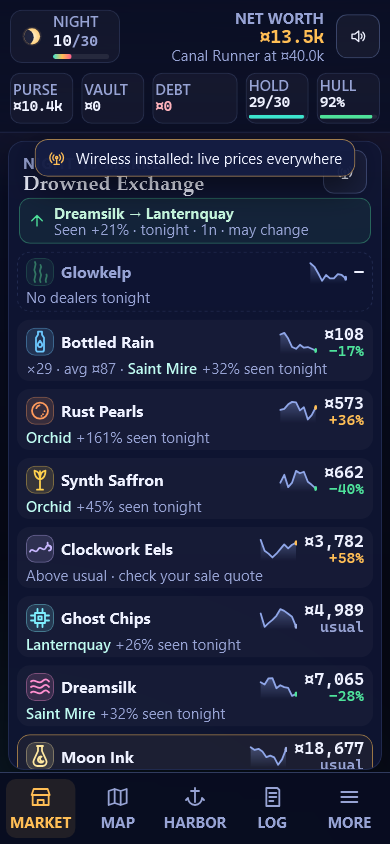 NIGHT
10/30
NET WORTH
¤13.5k
Canal Runner at ¤40.0k
PURSE
¤10.4k
VAULT
¤0
DEBT
¤0
HOLD
29/30
HULL
92%
Wireless installed: live prices everywhere
Drowned Exchange
Dreamsilk → Lanternquay
Seen +21% · tonight · 1n · may change
Glowkelp
–
No dealers tonight
Bottled Rain
¤108
−17%
×29 · avg ¤87 · Saint Mire +32% seen tonight
Rust Pearls
¤573
+36%
Orchid +161% seen tonight
Synth Saffron
¤662
−40%
Orchid +45% seen tonight
Clockwork Eels
¤3,782
+58%
Above usual · check your sale quote
Ghost Chips
¤4,989
usual
Lanternquay +26% seen tonight
Dreamsilk
¤7,065
−28%
Saint Mire +32% seen tonight
Moon Ink
¤18,677
usual
MARKET
MAP
HARBOR
LOG
MORE